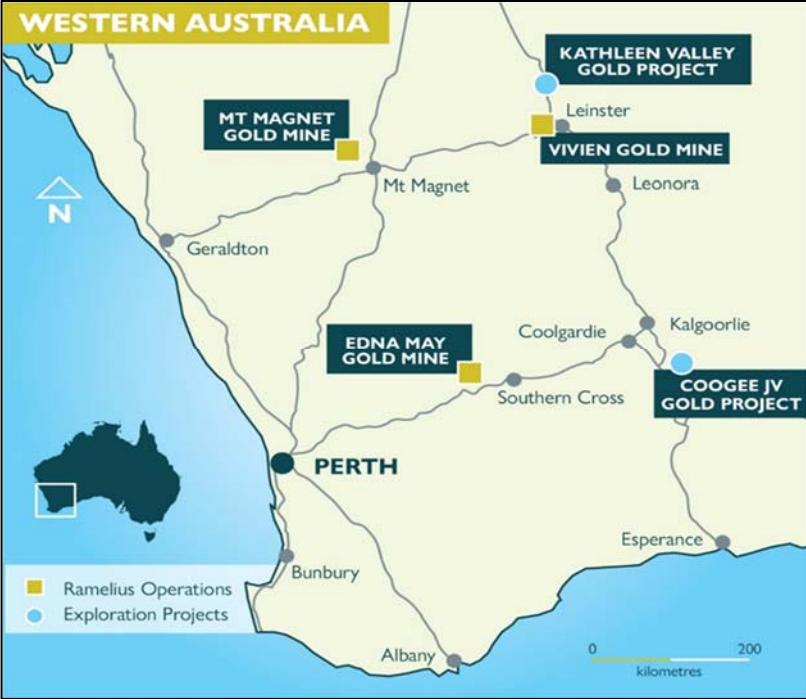 WESTERN AUSTRALIA
KATHLEEN VALLEY
GOLD PROJECT
MT MAGNET
GOLD MINE
Leinster
VIVIEN GOLD MINE
Mt Magnet
Leonora
N
Geraldton
EDNA MAY
GOLD MINE
Coolgardie
Kalgoorlie
COOGEE JV
GOLD PROJECT
Southern Cross
PERTH
Esperance
Bunbury
Ramelius Operations
Exploration Projects
Albany
0 200
kilometres